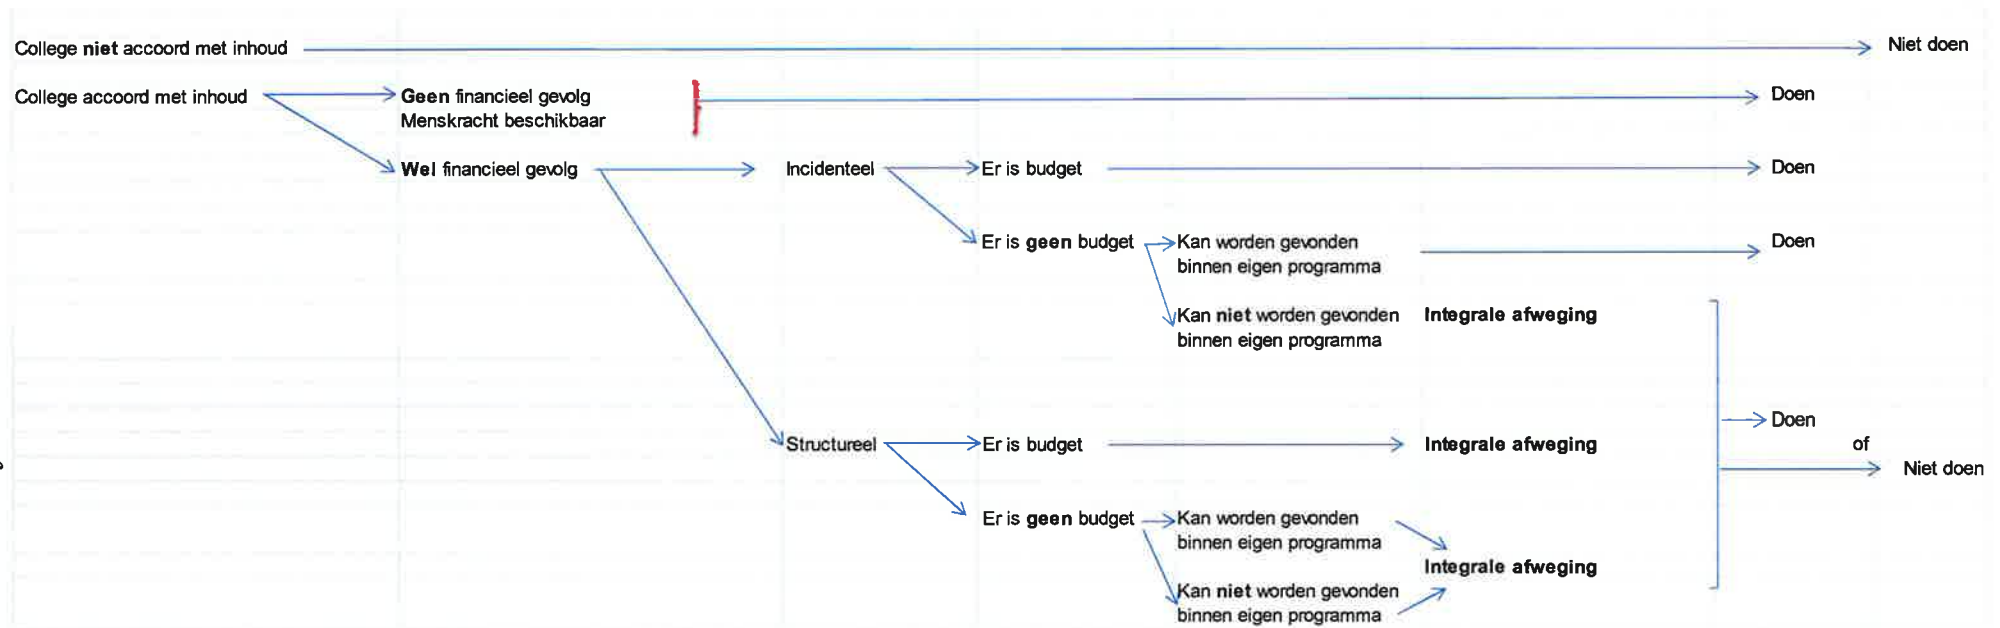 College niet accoord met inhoud
Niet doen
College accoord met inhoud
Geen financieel gevolg
Menskracht beschikbaar
Doen
Wel financieel gevolg
Incidenteel
Er is budget
Doen
Er is geen budget
Kan worden gevonden
binnen eigen programma
Doen
Kan niet worden gevonden
binnen eigen programma
Integrale afweging
Structureel
Er is budget
Integrale afweging
Er is geen budget
Kan worden gevonden
binnen eigen programma
Kan niet worden gevonden
binnen eigen programma
Integrale afweging
Doen
of
Niet doen